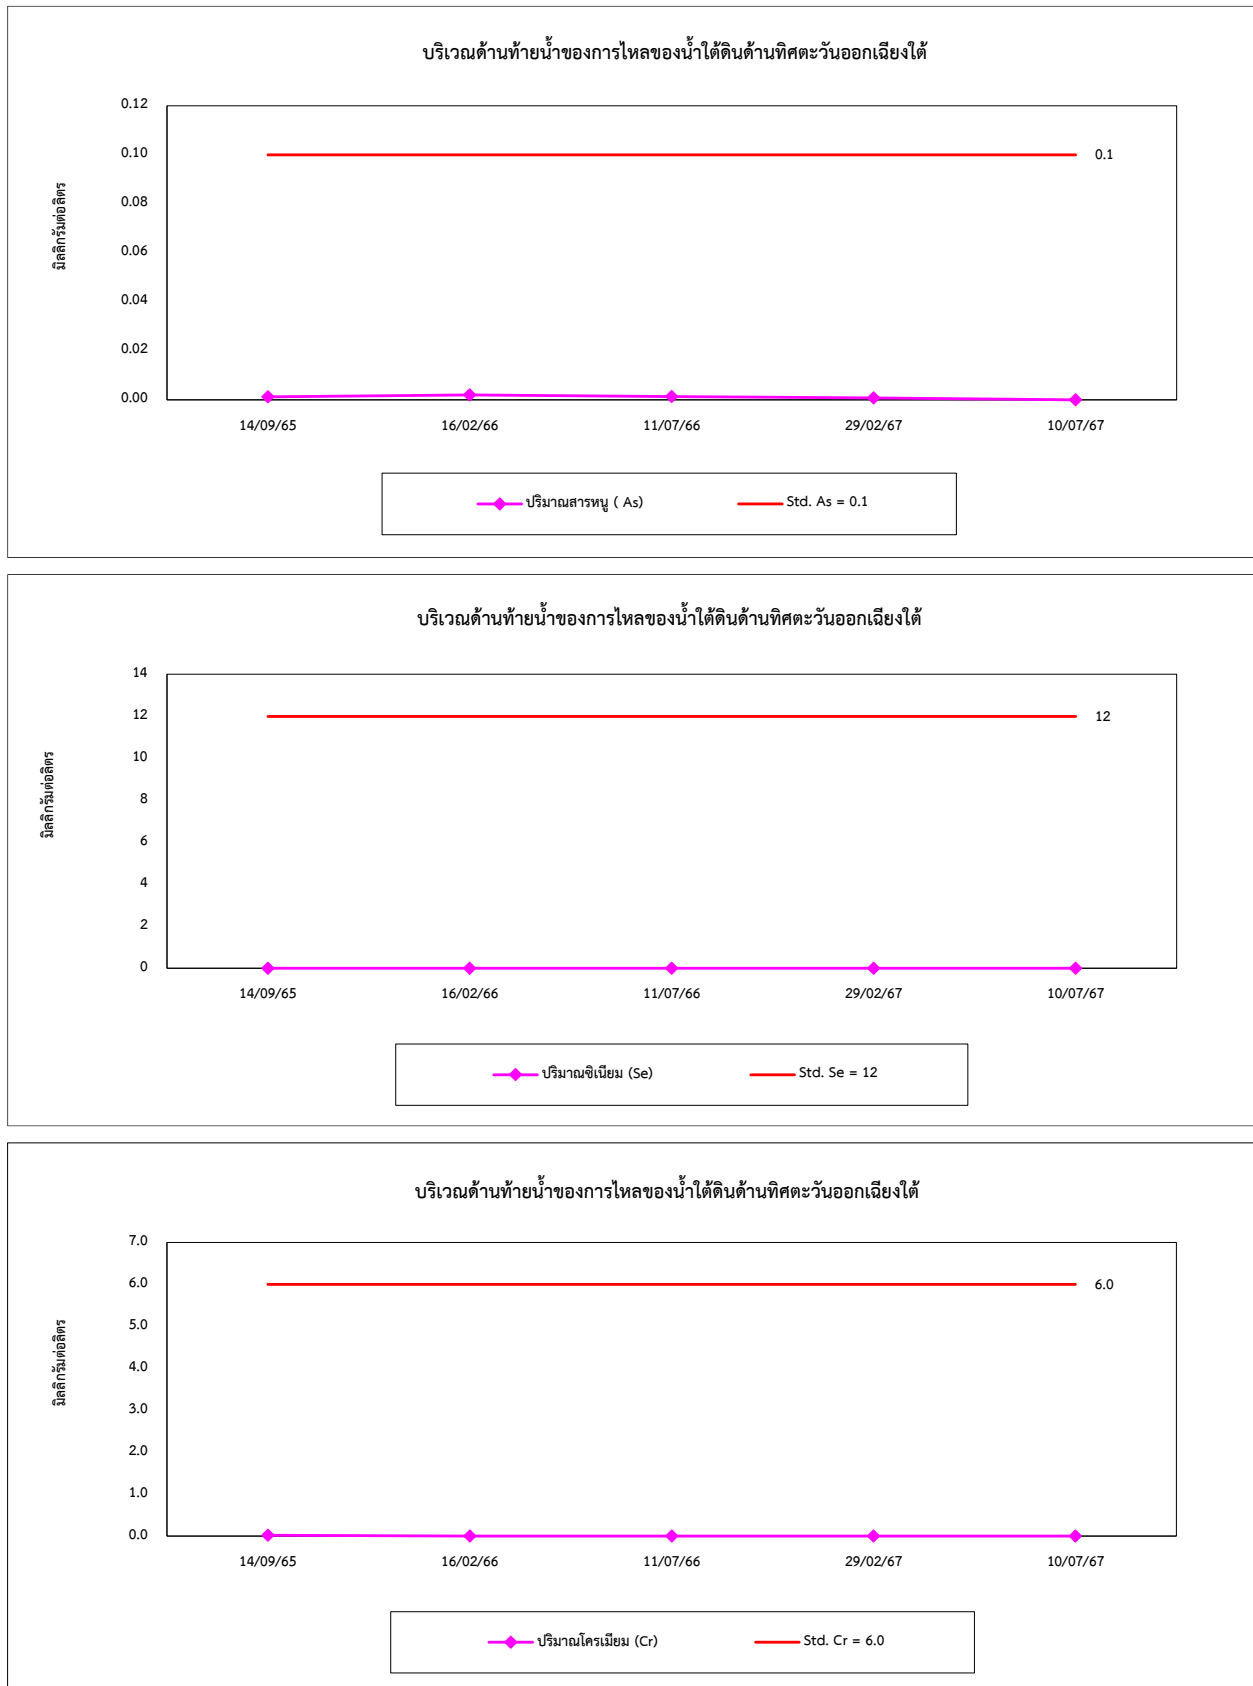 บริเวณด้านท้ายน้ำของการไหลของน้ำใต้ดินด้านทิศตะวันออกเฉียงใต้
0.12
0.10
0.08
0.06
0.04
0.02
0.00
มิลลิกรัมต่อลิตร
0.1
14/09/65 16/02/66 11/07/66 29/02/67 10/07/67
ปริมาณสารหนู ( As) Std. As = 0.1
บริเวณด้านท้ายน้ำของการไหลของน้ำใต้ดินด้านทิศตะวันออกเฉียงใต้
14
12
10
8
6
4
2
0
มิลลิกรัมต่อลิตร
12
14/09/65 16/02/66 11/07/66 29/02/67 10/07/67
ปริมาณซิเนียม (Se) Std. Se = 12
บริเวณด้านท้ายน้ำของการไหลของน้ำใต้ดินด้านทิศตะวันออกเฉียงใต้
7.0
6.0
5.0
4.0
3.0
2.0
1.0
0.0
มิลลิกรัมต่อลิตร
6.0
14/09/65 16/02/66 11/07/66 29/02/67 10/07/67
ปริมาณโครเมียม (Cr) Std. Cr = 6.0